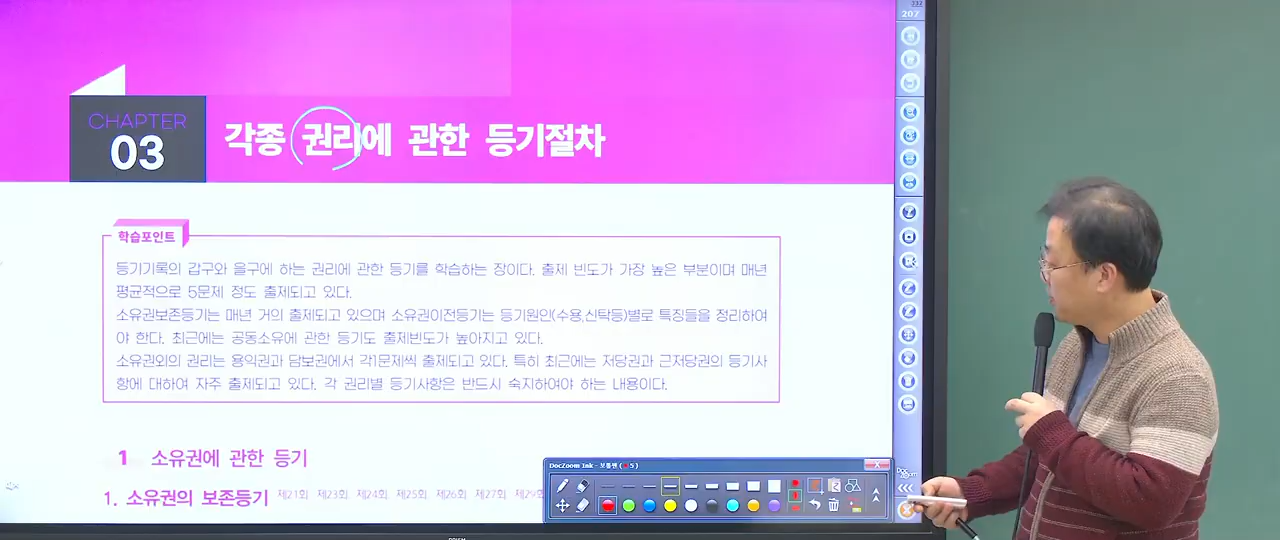 332
207
CHAPTER
03
각종 권리에 관한 등기절차
학습포인트
등기기록의 갑구와 을구에 하는 권리에 관한 등기를 학습하는 장이다. 출제 빈도가 가장 높은 부분이며 매년
평균적으로 5문제 정도 출제되고 있다.
소유권보존등기는 매년 거의 출제되고 있으며 소유권이전등기는 등기원인(수용,신탁등)별로 특징들을 정리하여
야 한다. 최근에는 공동소유에 관한 등기도 출제빈도가 높아지고 있다.
소유권외의 권리는 용익권과 담보권에서 각1문제씩 출제되고 있다. 특히 최근에는 저당권과 근저당권의 등기사
항에 대하여 자주 출제되고 있다. 각 권리별 등기사항은 반드시 숙지하여야 하는 내용이다.
1 소유권에 관한 등기
1. 소유권의 보존등기 제21회 제23회 제24회 제25회 제26회 제27회 제29회
DocZoom Ink - 보통펜 ( 5 )
DocZoom